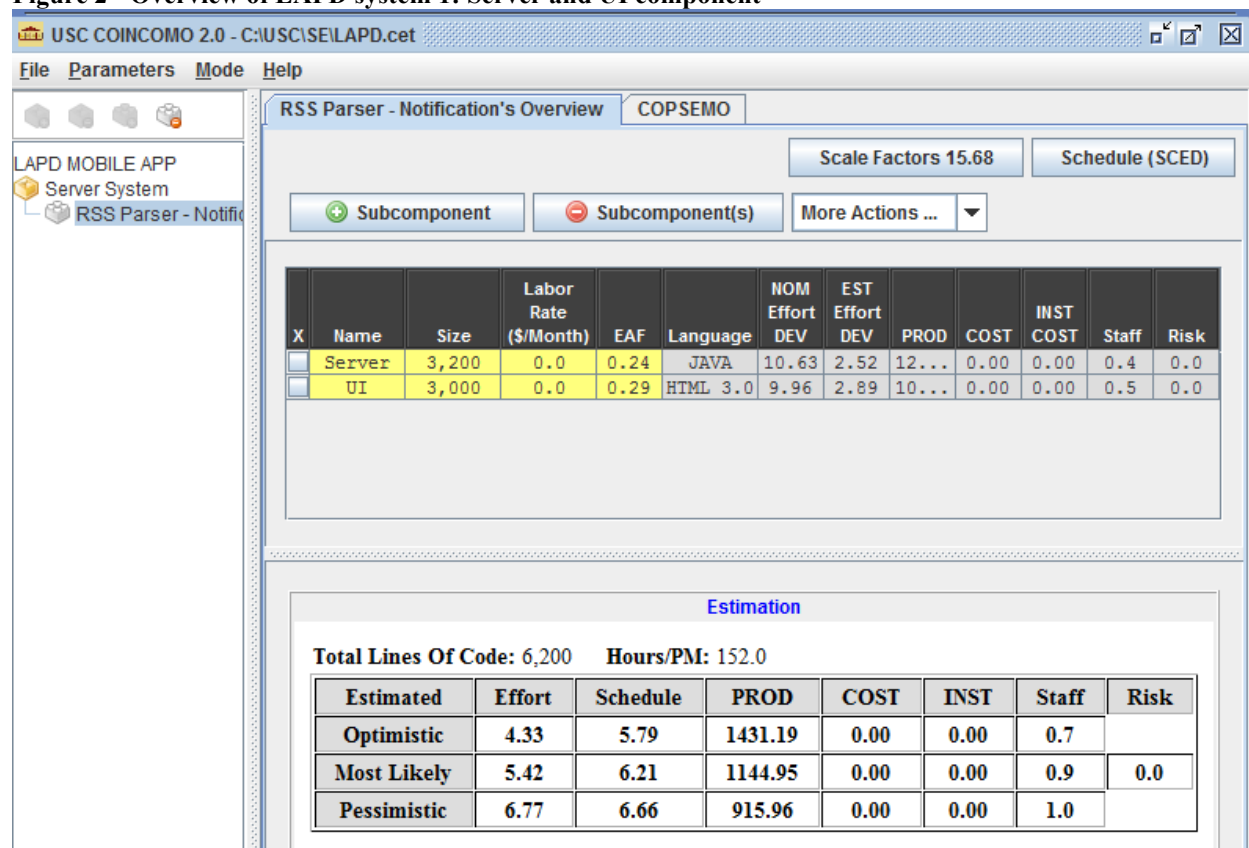 Figure 2 - Overview of LAPD system 1: Server and UI component
USC COINCOMO 2.0 - C:\USC\SE\LAPD.cet
File Parameters Mode Help
RSS Parser - Notification's Overview COPSEMO
Scale Factors 15.68 Schedule (SCED)
LAPD MOBILE APP
Server System
RSS Parser - Notific
Subcomponent Subcomponent(s) More Actions ...
X Name Size Labor Rate ($/Month) EAF Language NOM Effort DEV EST Effort DEV PROD COST INST COST Staff Risk
Server 3,200 0.0 0.24 JAVA 10.63 2.52 12... 0.00 0.00 0.4 0.0
UI 3,000 0.0 0.29 HTML 3.0 9.96 2.89 10... 0.00 0.00 0.5 0.0
Estimation
Total Lines Of Code: 6,200 Hours/PM: 152.0
Estimated Effort Schedule PROD COST INST Staff Risk
Optimistic 4.33 5.79 1431.19 0.00 0.00 0.7
Most Likely 5.42 6.21 1144.95 0.00 0.00 0.9 0.0
Pessimistic 6.77 6.66 915.96 0.00 0.00 1.0